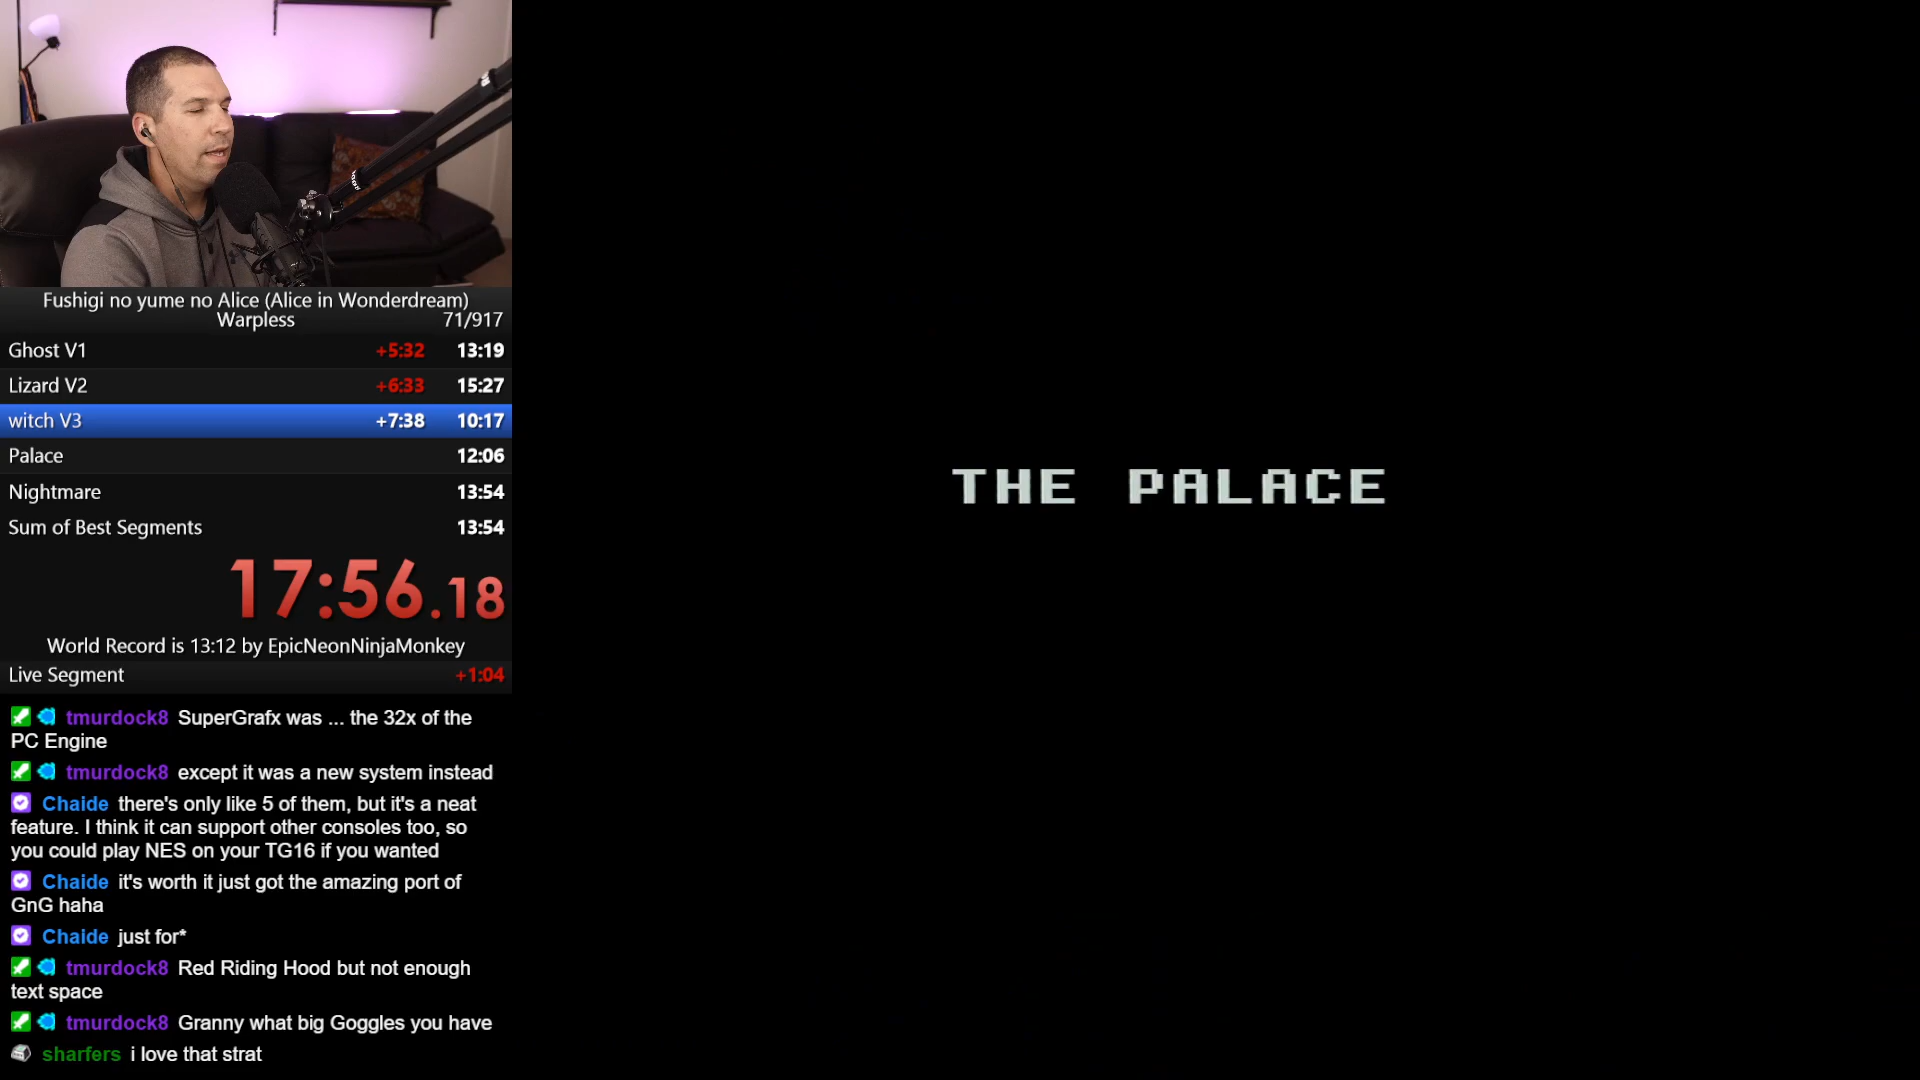 Fushigi no yume no Alice (Alice in Wonderdream)
Warpless 71/917
Ghost V1 +5:32 13:19
Lizard V2 +6:33 15:27
witch V3 +7:38 10:17
Palace 12:06
Nightmare 13:54
Sum of Best Segments 13:54
17:56.18
World Record is 13:12 by EpicNeonNinjaMonkey
Live Segment +1:04
tmurdock8 SuperGrafx was ... the 32x of the
PC Engine
tmurdock8 except it was a new system instead
Chaide there's only like 5 of them, but it's a neat
feature. I think it can support other consoles too, so
you could play NES on your TG16 if you wanted
Chaide it's worth it just got the amazing port of
GnG haha
Chaide just for*
tmurdock8 Red Riding Hood but not enough
text space
tmurdock8 Granny what big Goggles you have
sharfers i love that strat
THE PALACE